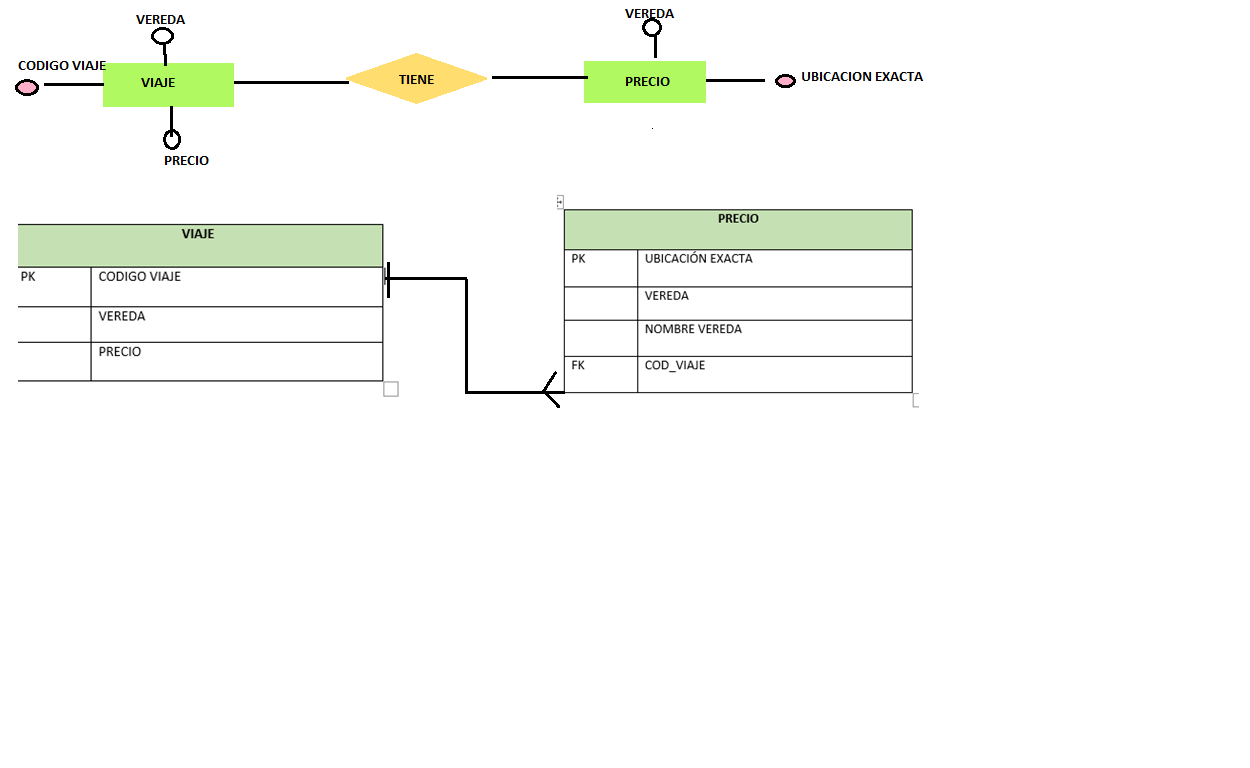 VEREDA
VEREDA
CODIGO VIAJE
VIAJE
TIENE
PRECIO
UBICACION EXACTA
PRECIO
VIAJE
PK CODIGO VIAJE
VEREDA
PRECIO
PRECIO
PK UBICACIÓN EXACTA
VEREDA
NOMBRE VEREDA
FK COD_VIAJE